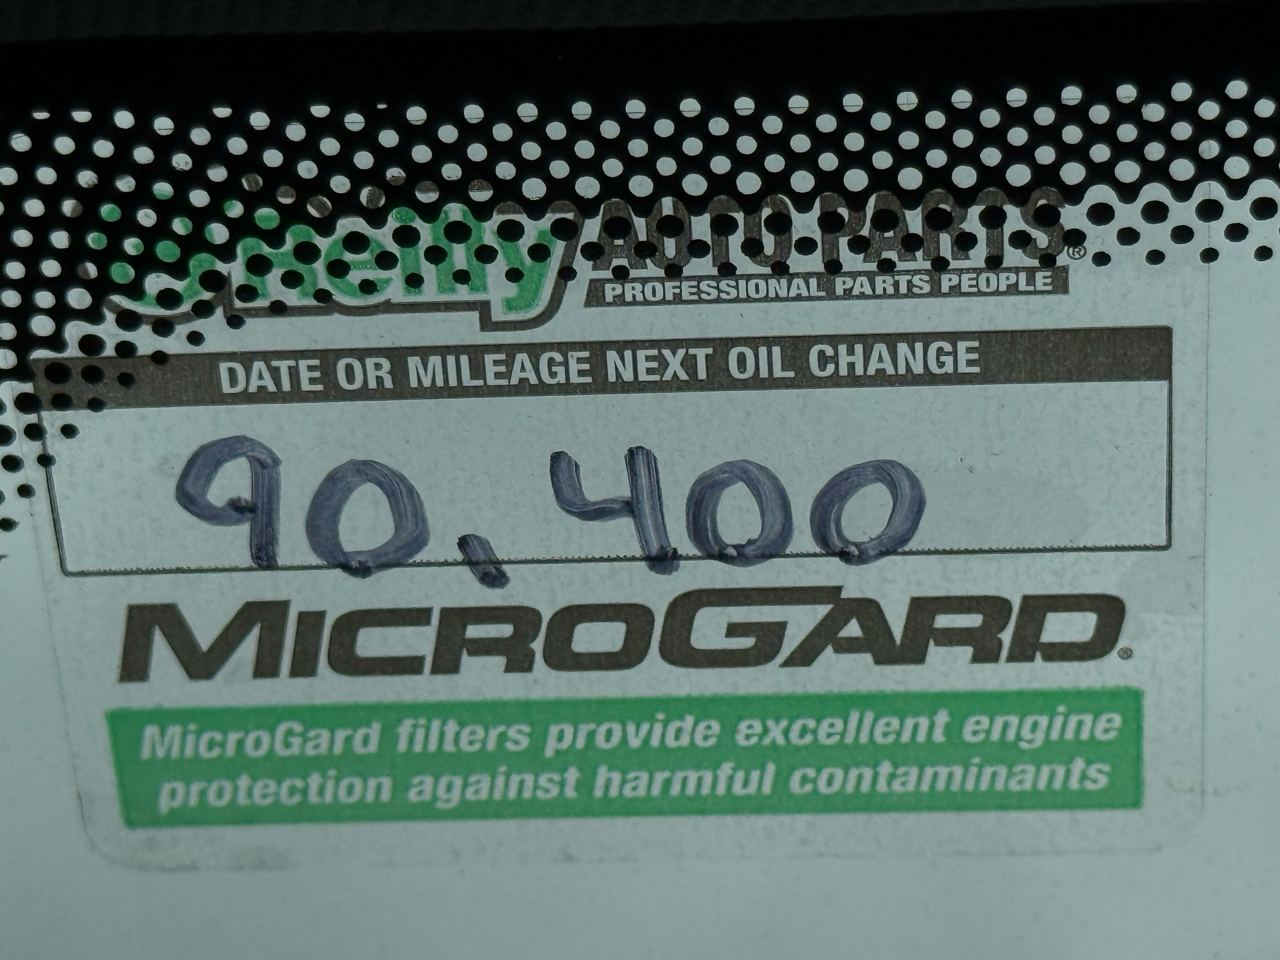 O'Reilly AUTO PARTS®
PROFESSIONAL PARTS PEOPLE
DATE OR MILEAGE NEXT OIL CHANGE
90,400
MICROGARD®
MicroGard filters provide excellent engine
protection against harmful contaminants